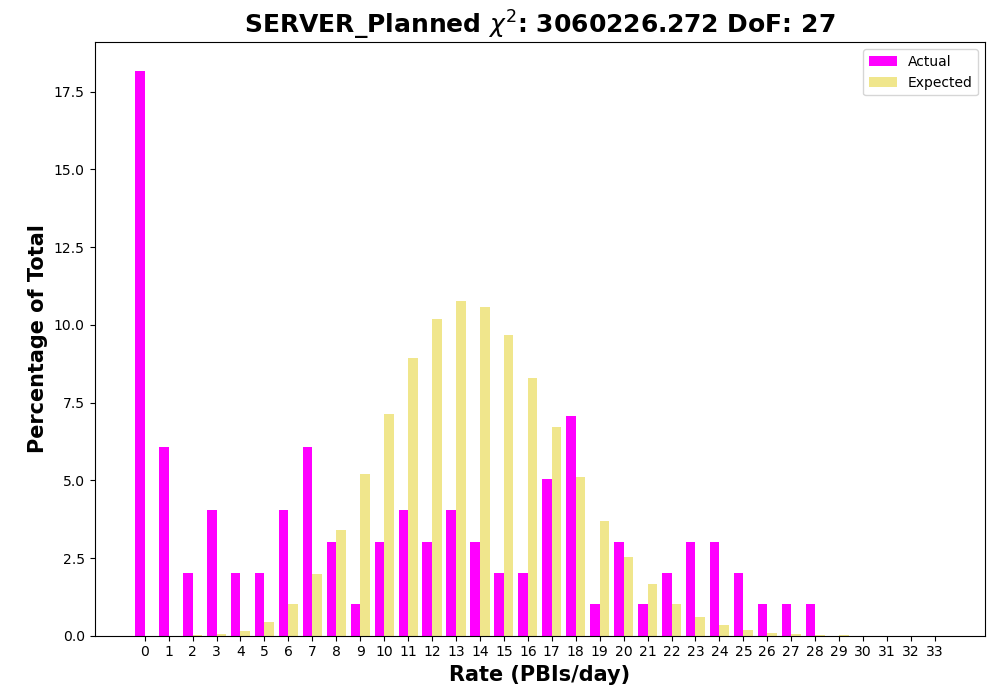 SERVER_Planned χ²: 3060226.272 DoF: 27
Actual
Expected
Percentage of Total
17.5
15.0
12.5
10.0
7.5
5.0
2.5
0.0
0 1 2 3 4 5 6 7 8 9 10 11 12 13 14 15 16 17 18 19 20 21 22 23 24 25 26 27 28 29 30 31 32 33
Rate (PBIs/day)